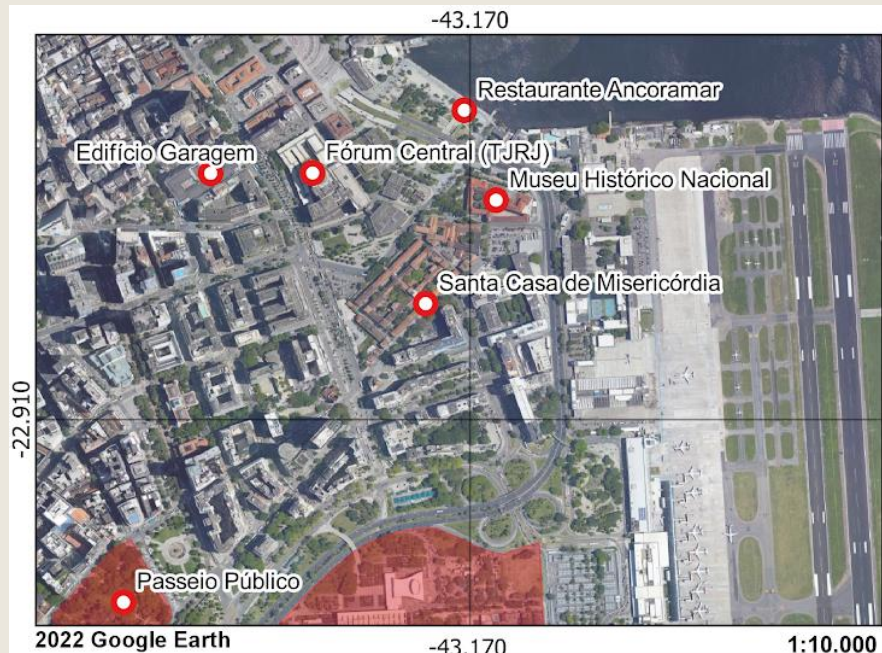 -43.170
Restaurante Ancoramar
Edifício Garagem
Fórum Central (TJRJ)
Museu Histórico Nacional
Santa Casa de Misericórdia
-22.910
Passeio Público
2022 Google Earth
-43.170
1:10.000